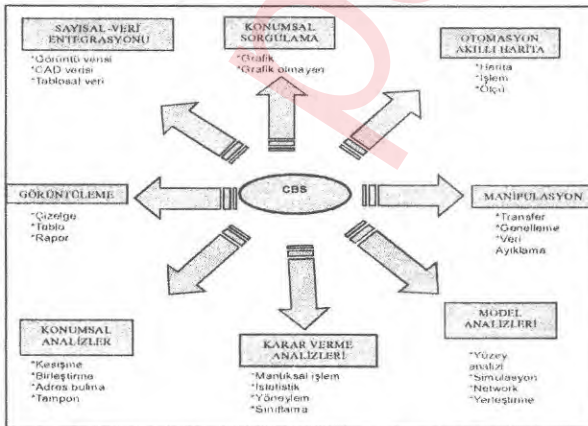 SAYISAL-VERİ
ENTEGRASYONU
*Görüntü verisi
*CAD verisi
*Tablosal veri
KONUMSAL
SORGULAMA
*Grafik
*Grafik olmayan
OTOMASYON
AKILLI HARİTA
*Harita
*İşlem
*Ölçü
GÖRÜNTÜLEME
*Çizelge
*Tablo
*Rapor
CBS
MANİPULASYON
*Transfer
*Genelleme
*Veri
Ayıklama
KONUMSAL
ANALİZLER
*Kesişme
*Birleştirme
*Adres bulma
*Tampon
KARAR VERME
ANALİZLERİ
*Mantıksal işlem
*İstatistik
*Yöneylem
*Sınıflama
MODEL
ANALİZLERİ
*Yüzey
analizi
*Simulasyon
*Network
*Yerleştirme